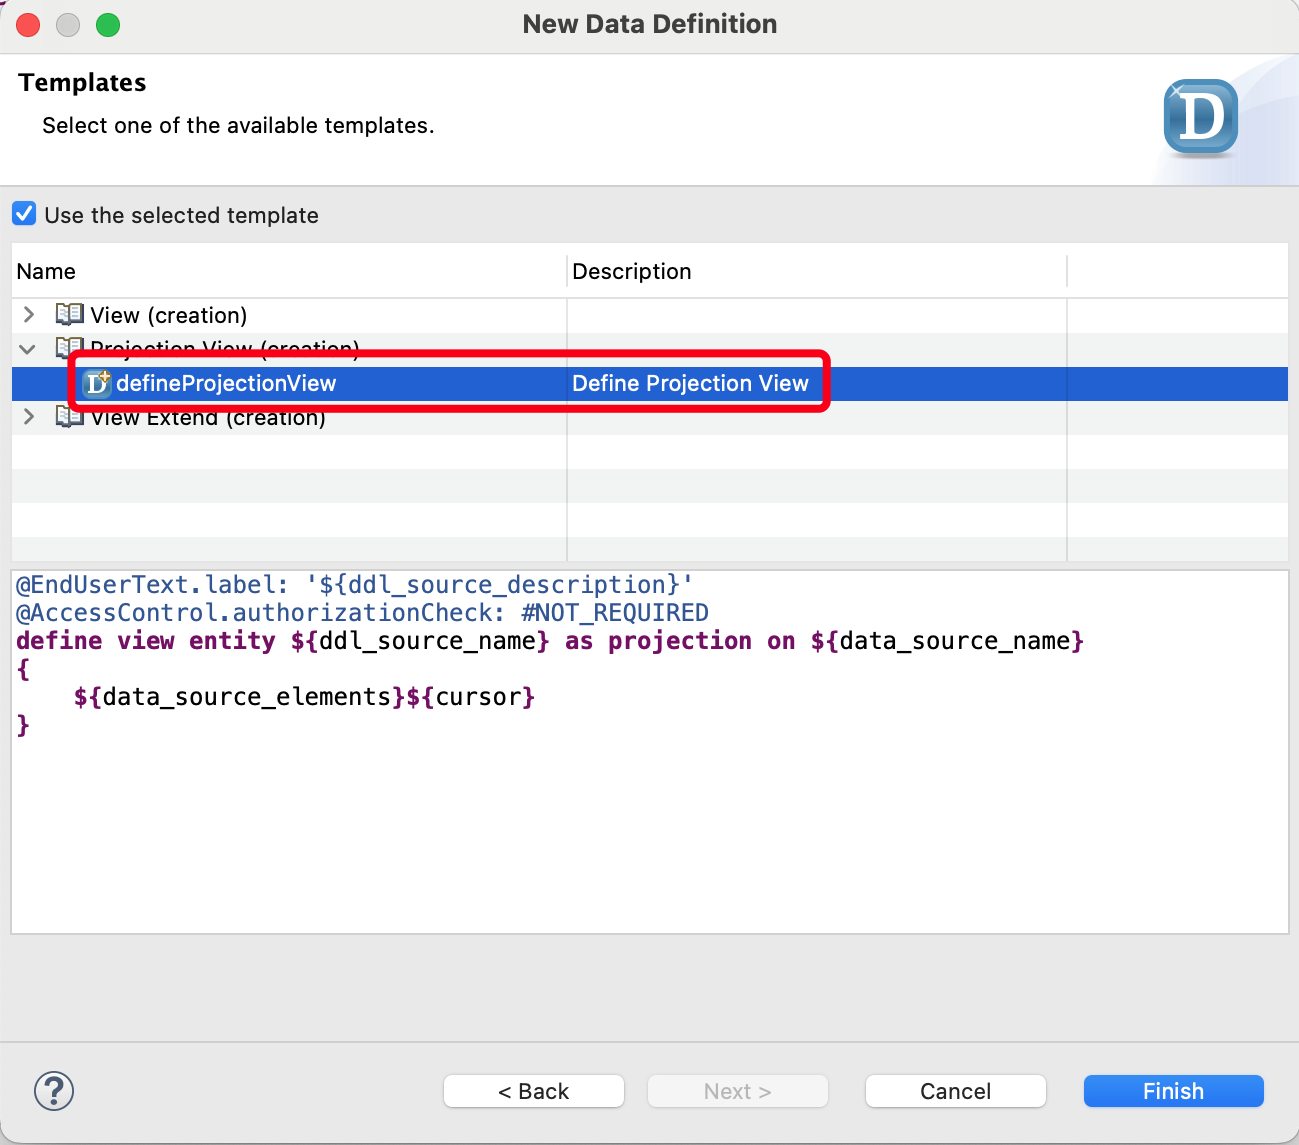 New Data Definition
Templates
Select one of the available templates.
D
Use the selected template
Name Description
View (creation)
Projection View (creation)
D defineProjectionView Define Projection View
View Extend (creation)
@EndUserText.label: '${ddl_source_description}'
@AccessControl.authorizationCheck: #NOT_REQUIRED
define view entity ${ddl_source_name} as projection on ${data_source_name}
{
${data_source_elements}${cursor}
}
? < Back Next > Cancel Finish